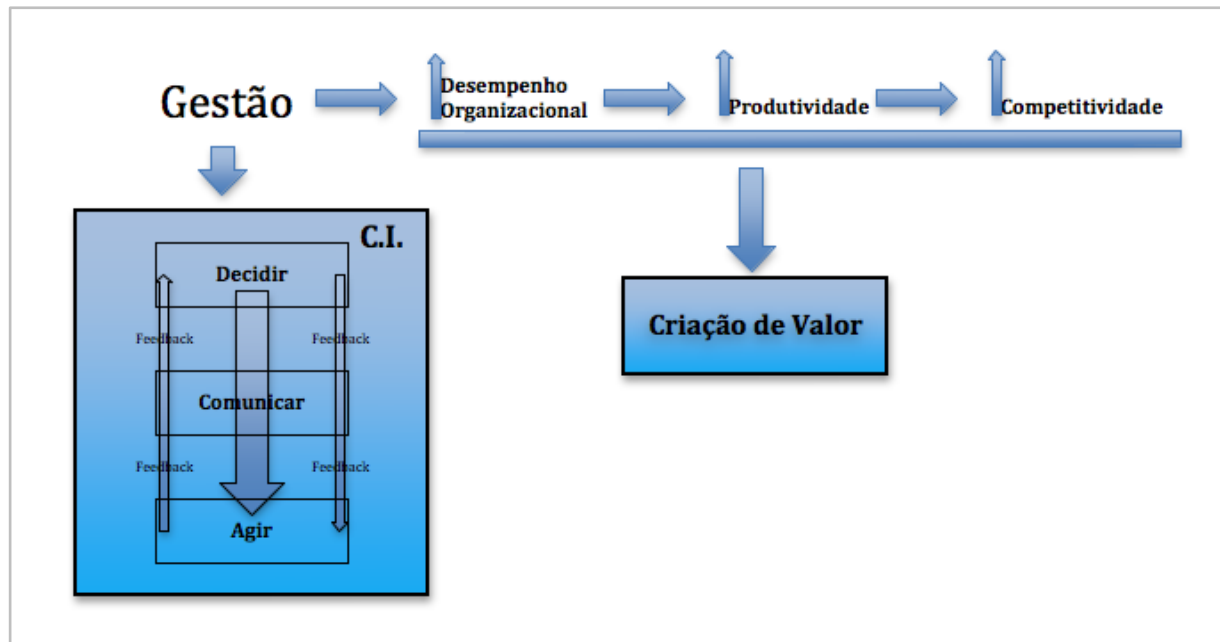 Gestão
Desempenho
Organizacional
Produtividade
Competitividade
C.I.
Decidir
Feedback
Feedback
Comunicar
Feedback
Feedback
Agir
Criação de Valor